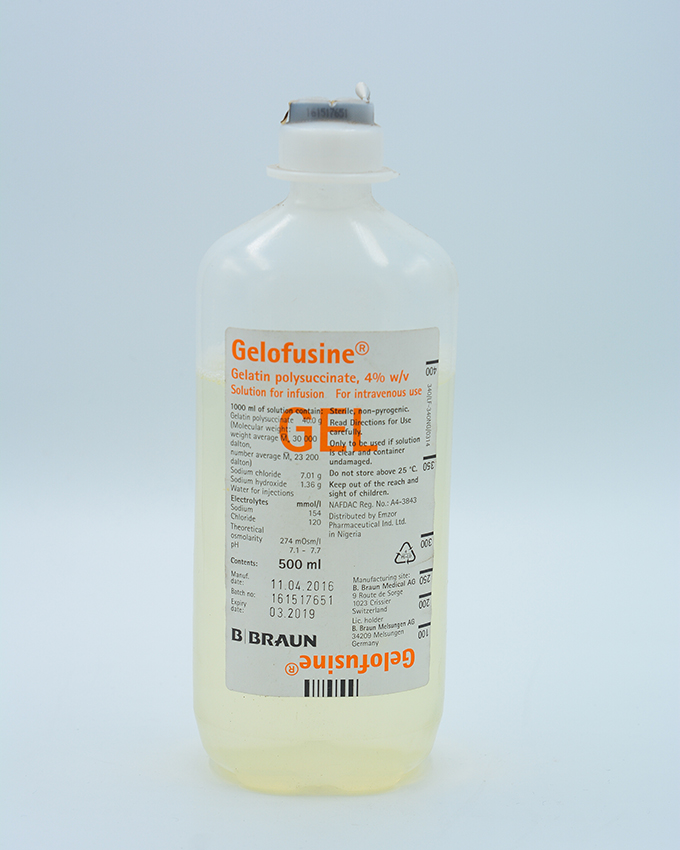 161517651
Gelofusine®
Gelatin polysuccinate, 4% w/v
Solution for infusion For intravenous use
GEL
1000 ml of solution contain:
Gelatin polysuccinate 40.0 g
(Molecular weight:
weight average M̅, 30 000
dalton,
number average M̅, 23 200
dalton)
Sodium chloride 7.01 g
Sodium hydroxide 1.36 g
Water for injections
Electrolytes mmol/l
Sodium 154
Chloride 120
Theoretical
osmolarity 274 mOsm/l
pH 7.1 - 7.7
Contents: 500 ml
Sterile, non-pyrogenic.
Read Directions for Use
carefully.
Only to be used if solution
is clear and container
undamaged.
Do not store above 25 °C.
Keep out of the reach and
sight of children.
NAFDAC Reg. No.: A4-3843
Distributed by Emzor
Pharmaceutical Ind. Ltd.
in Nigeria
Manuf.
date: 11.04.2016
Batch no: 161517651
Expiry
date: 03.2019
B BRAUN
Manufacturing site:
B. Braun Medical AG
9 Route de Sorge
1023 Crissier
Switzerland
Lic. holder
B. Braun Melsungen AG
34209 Melsungen
Germany
400
350
300
250
200
100
Gelofusine®